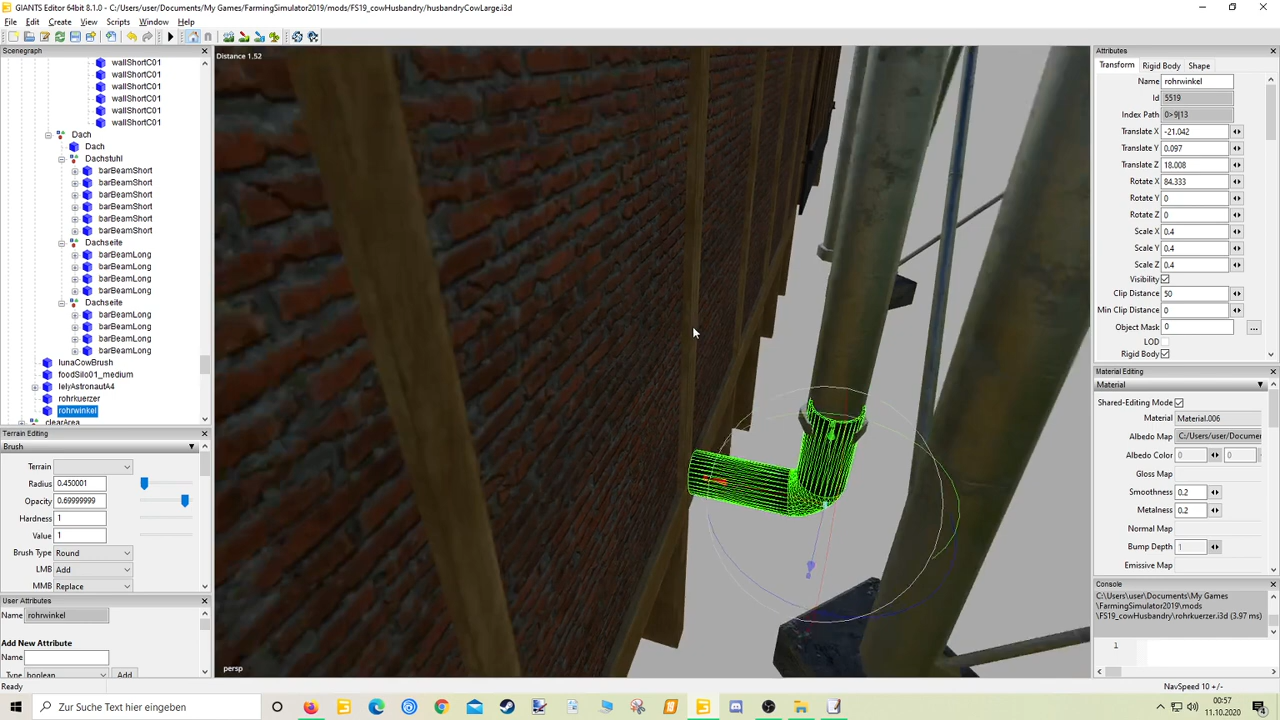 GIANTS Editor 64bit 8.1.0 - C:/Users/user/Documents/My Games/FarmingSimulator2019/mods/FS19_cowHusbandry/husbandryCowLarge.i3d
File Edit Create View Scripts Window Help
Scenegraph
wallShortC01
wallShortC01
wallShortC01
wallShortC01
wallShortC01
wallShortC01
Dach
Dach
Dachstuhl
barBeamShort
barBeamShort
barBeamShort
barBeamShort
barBeamShort
barBeamShort
Dachseite
barBeamLong
barBeamLong
barBeamLong
barBeamLong
Dachseite
barBeamLong
barBeamLong
barBeamLong
barBeamLong
lunaCowBrush
foodSilo01_medium
lelyAstronautA4
rohrkuerzer
rohrwinkel
clearArea
Terrain Editing
Brush
Terrain
Radius 0.450001
Opacity 0.69999999
Hardness 1
Value 1
Brush Type Round
LMB Add
MMB Replace
User Attributes
Name rohrwinkel
Add New Attribute
Name
Type boolean Add
Ready
Distance 1.52
persp
Attributes
Transform Rigid Body Shape
Name rohrwinkel
Id 5519
Index Path 0>9|13
Translate X -21.042
Translate Y 0.097
Translate Z 18.008
Rotate X 84.333
Rotate Y 0
Rotate Z 0
Scale X 0.4
Scale Y 0.4
Scale Z 0.4
Visibility
Clip Distance 50
Min Clip Distance 0
Object Mask 0 ...
LOD
Rigid Body
Material Editing
Material
Shared-Editing Mode
Material Material.006
Albedo Map C:/Users/user/Documen
Albedo Color 0 0
Gloss Map
Smoothness 0.2
Metalness 0.2
Normal Map
Bump Depth 1
Emissive Map
Console
C:\Users\user\Documents\My Games
\FarmingSimulator2019\mods
\FS19_cowHusbandry\rohrkuerzer.i3d (3.97 ms)
1
NavSpeed 10 +/-
Zur Suche Text hier eingeben
00:57
11.10.2020